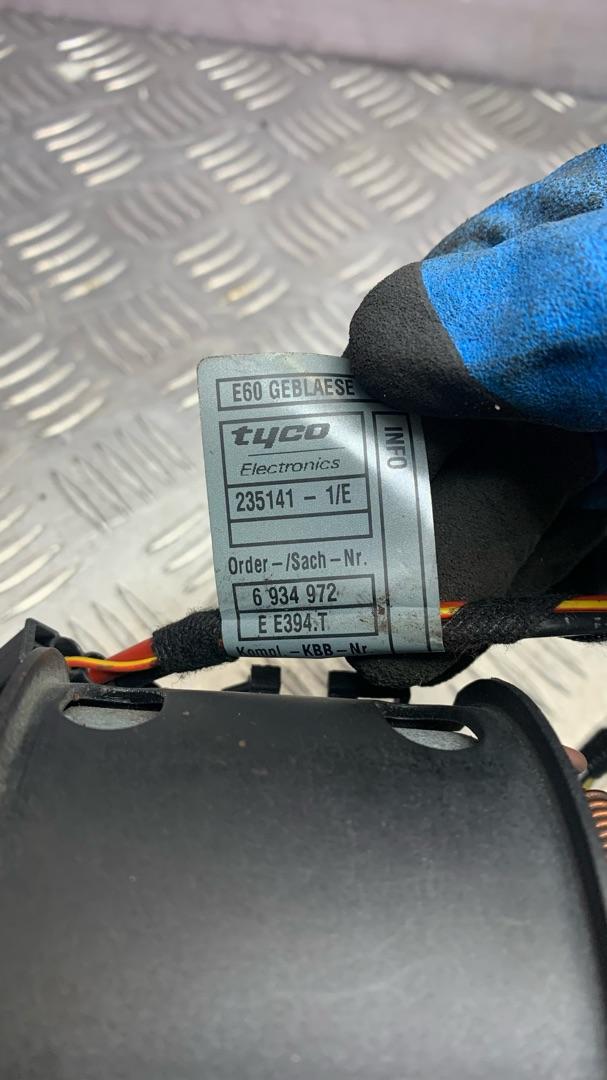 E60 GEBLAESE
tyco
Electronics
INFO
235141 - 1/E
Order-/Sach-Nr.
6 934 972
E E394.T
Kompl.-KBB-Nr